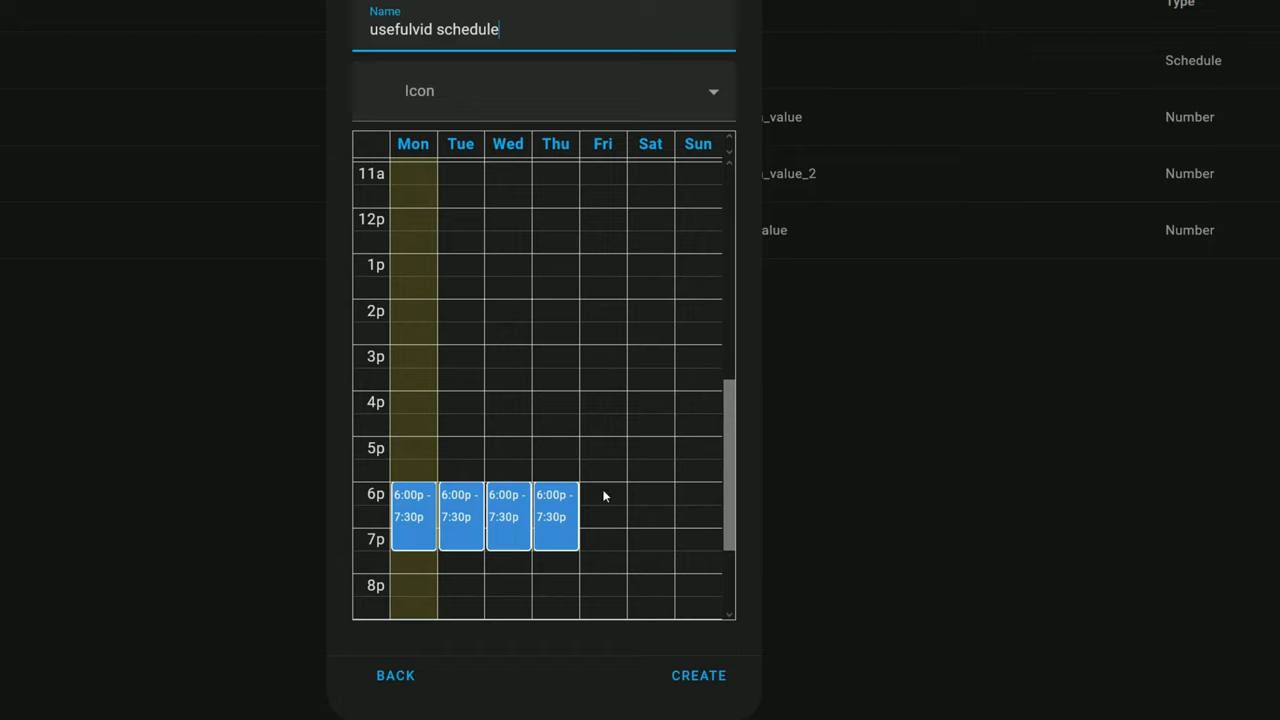 Name
usefulvid schedule
Type
Icon
Schedule
_value
Number
_value_2
Number
alue
Number
Mon Tue Wed Thu Fri Sat Sun
11a
12p
1p
2p
3p
4p
5p
6p
7p
8p
6:00p -
7:30p
6:00p -
7:30p
6:00p -
7:30p
6:00p -
7:30p
BACK
CREATE